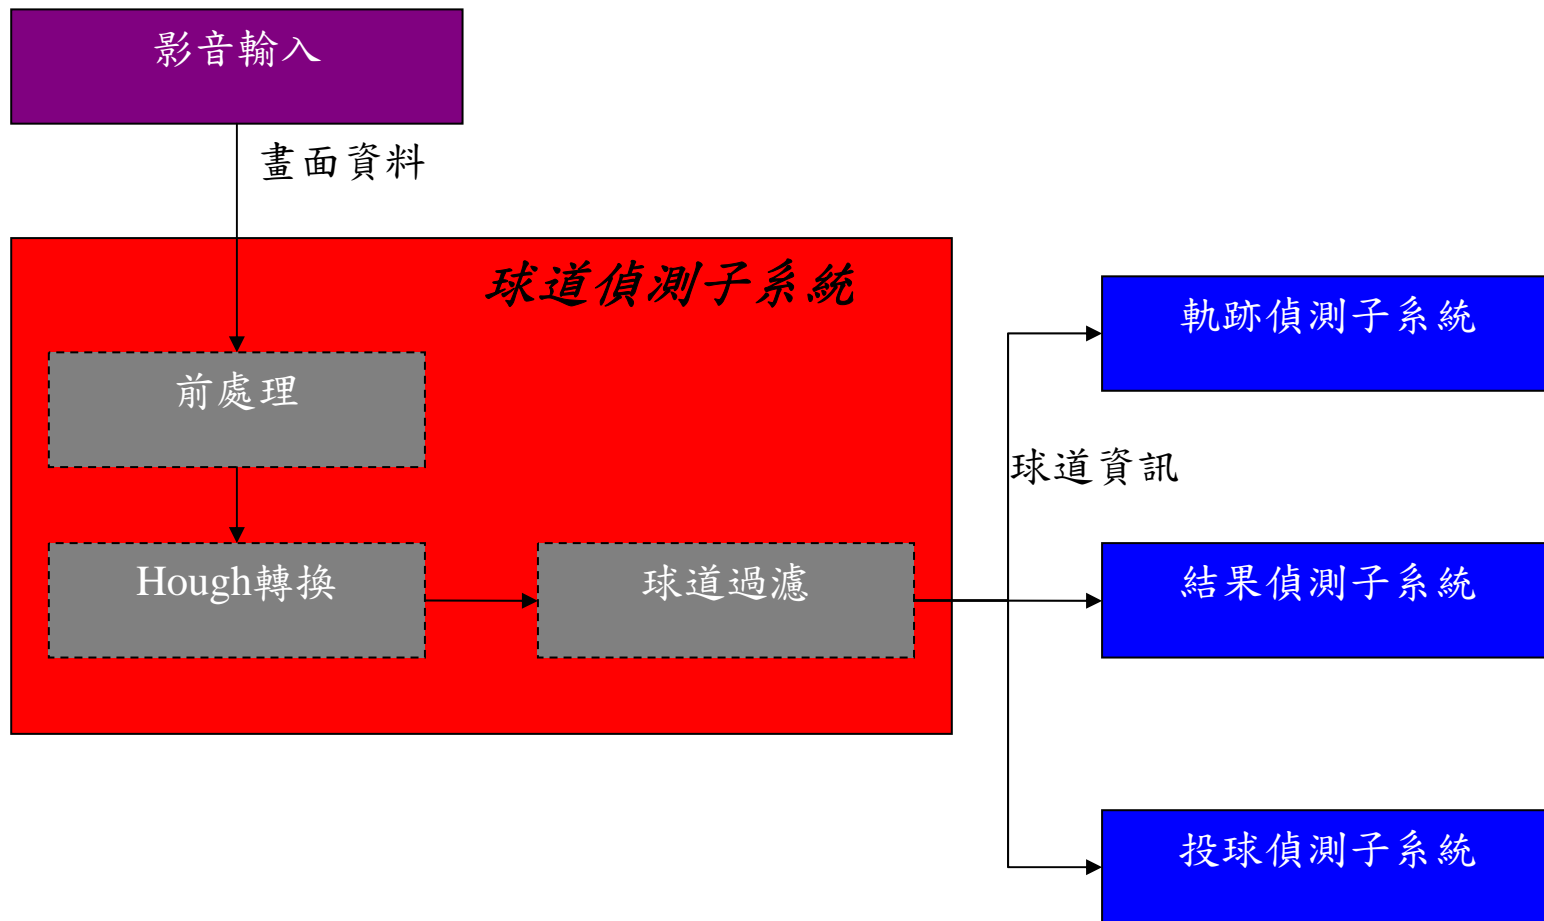 影音輸入
畫面資料
球道偵測子系統
軌跡偵測子系統
前處理
球道資訊
Hough轉換
球道過濾
結果偵測子系統
投球偵測子系統